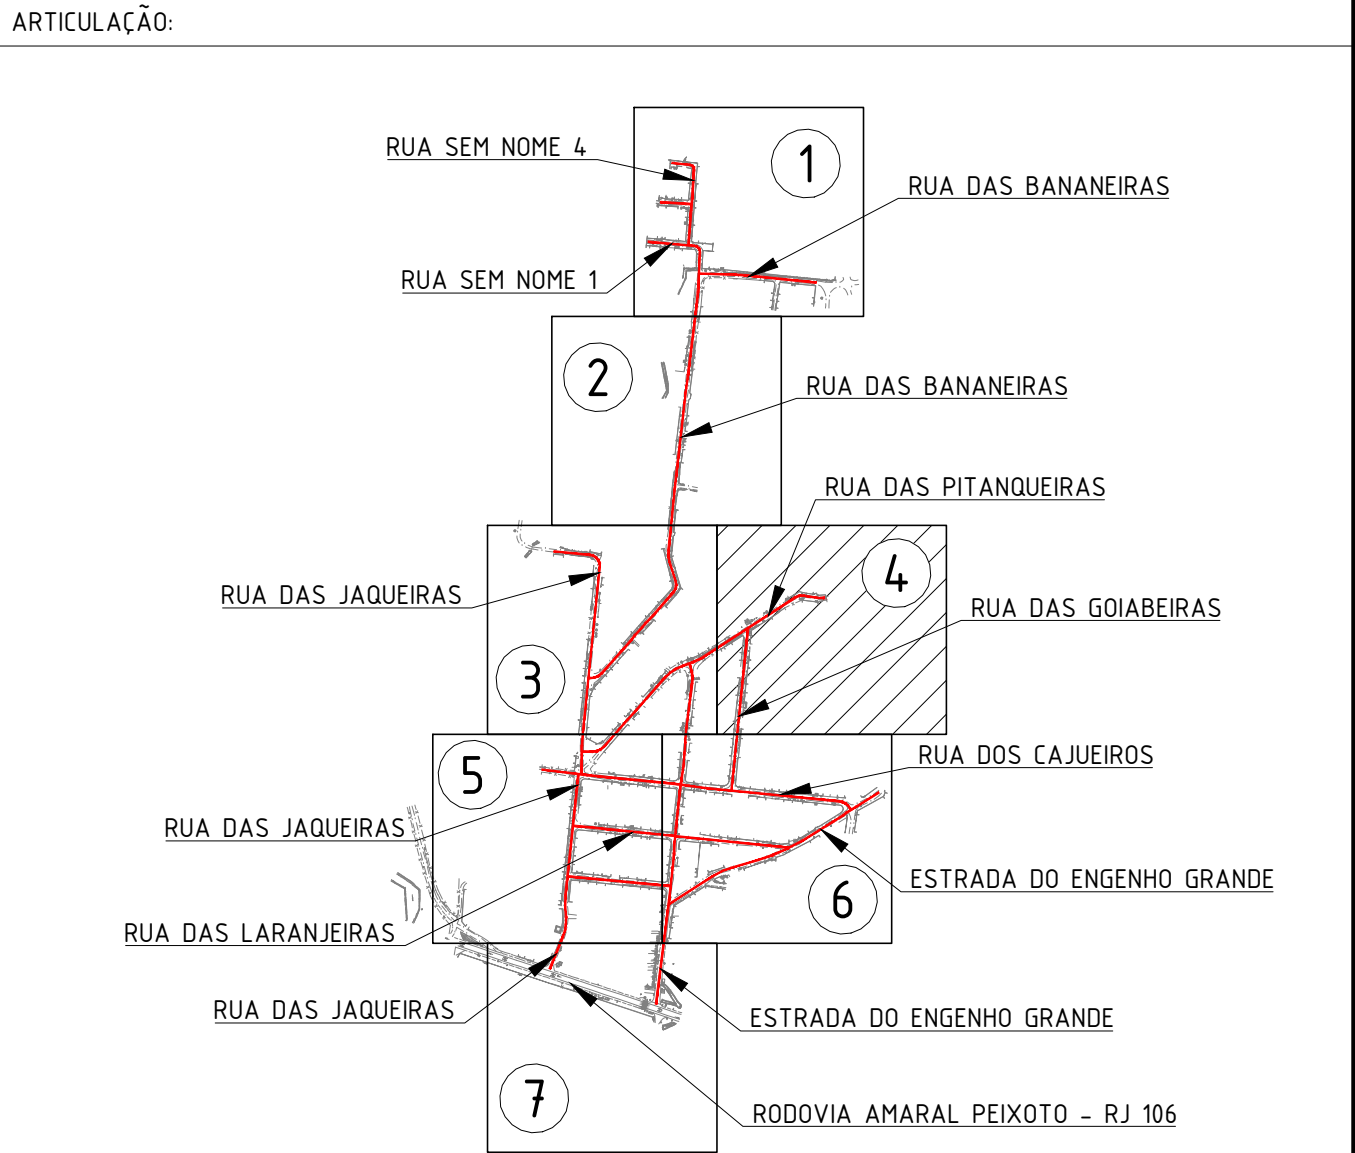 ARTICULAÇÃO:
RUA SEM NOME 4
1
RUA DAS BANANEIRAS
RUA SEM NOME 1
2
RUA DAS BANANEIRAS
RUA DAS PITANQUEIRAS
4
RUA DAS JAQUEIRAS
RUA DAS GOIABEIRAS
3
RUA DOS CAJUEIROS
5
RUA DAS JAQUEIRAS
ESTRADA DO ENGENHO GRANDE
6
RUA DAS LARANJEIRAS
RUA DAS JAQUEIRAS
ESTRADA DO ENGENHO GRANDE
7
RODOVIA AMARAL PEIXOTO - RJ 106